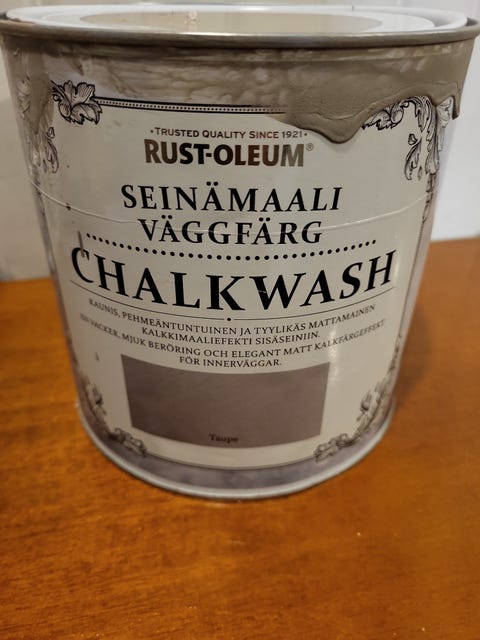 • TRUSTED QUALITY SINCE 1921 •
RUST-OLEUM®
SEINÄMAALI
VÄGGFÄRG
CHALKWASH
KAUNIS, PEHMEÄNTUNTUINEN JA TYYLIKÄS MATTAMAINEN
KALKKIMAALIEFEKTI SISÄSEINIIN.
EN VACKER, MJUK BERÖRING OCH ELEGANT MATT KALKFÄRGEFFEKT
FÖR INNERVÄGGAR.
Taupe